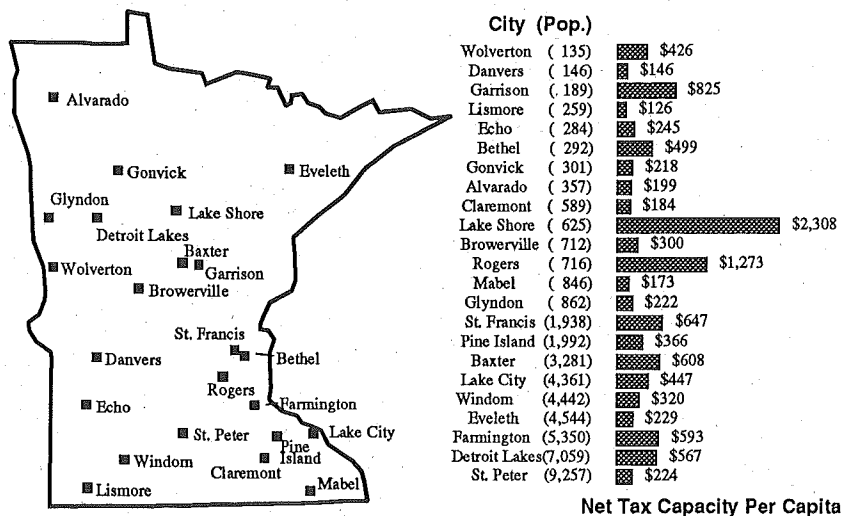 City (Pop.)
Wolverton ( 135) $426
Danvers ( 146) $146
Garrison ( 189) $825
Lismore ( 259) $126
Echo ( 284) $245
Bethel ( 292) $499
Gonvick ( 301) $218
Alvarado ( 357) $199
Claremont ( 589) $184
Lake Shore ( 625) $2,308
Browerville ( 712) $300
Rogers ( 716) $1,273
Mabel ( 846) $173
Glyndon ( 862) $222
St. Francis (1,938) $647
Pine Island (1,992) $366
Baxter (3,281) $608
Lake City (4,361) $447
Windom (4,442) $320
Eveleth (4,544) $229
Farmington (5,350) $593
Detroit Lakes(7,059) $567
St. Peter (9,257) $224
Net Tax Capacity Per Capita
Alvarado
Gonvick
Eveleth
Glyndon
Lake Shore
Detroit Lakes
Baxter
Wolverton
Garrison
Browerville
St. Francis
Danvers
Bethel
Rogers
Echo
Farmington
St. Peter
Lake City
Pine
Island
Windom
Claremont
Lismore
Mabel